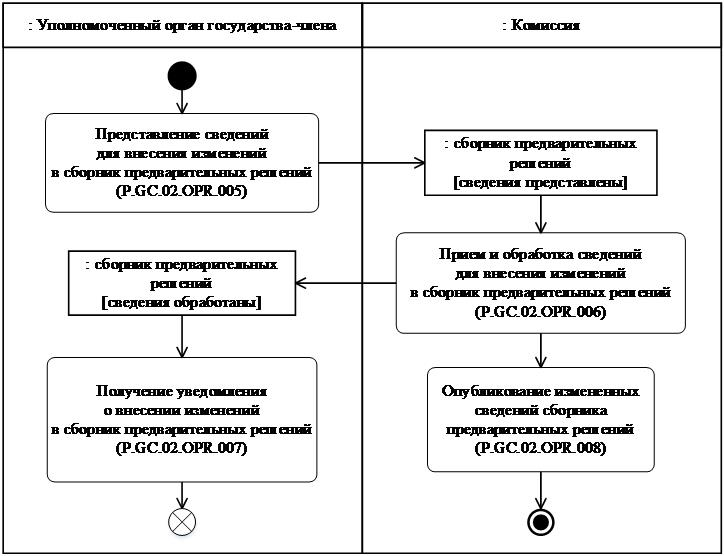 : Уполномоченный орган государства-члена
: Комиссия
Представление сведений
для внесения изменений
в сборник предварительных решений
(P.GC.02.OPR.005)
: сборник предварительных
решений
[сведения представлены]
Прием и обработка сведений
для внесения изменений
в сборник предварительных решений
(P.GC.02.OPR.006)
: сборник предварительных
решений
[сведения обработаны]
Получение уведомления
о внесении изменений
в сборник предварительных решений
(P.GC.02.OPR.007)
Опубликование измененных
сведений сборника
предварительных решений
(P.GC.02.OPR.008)